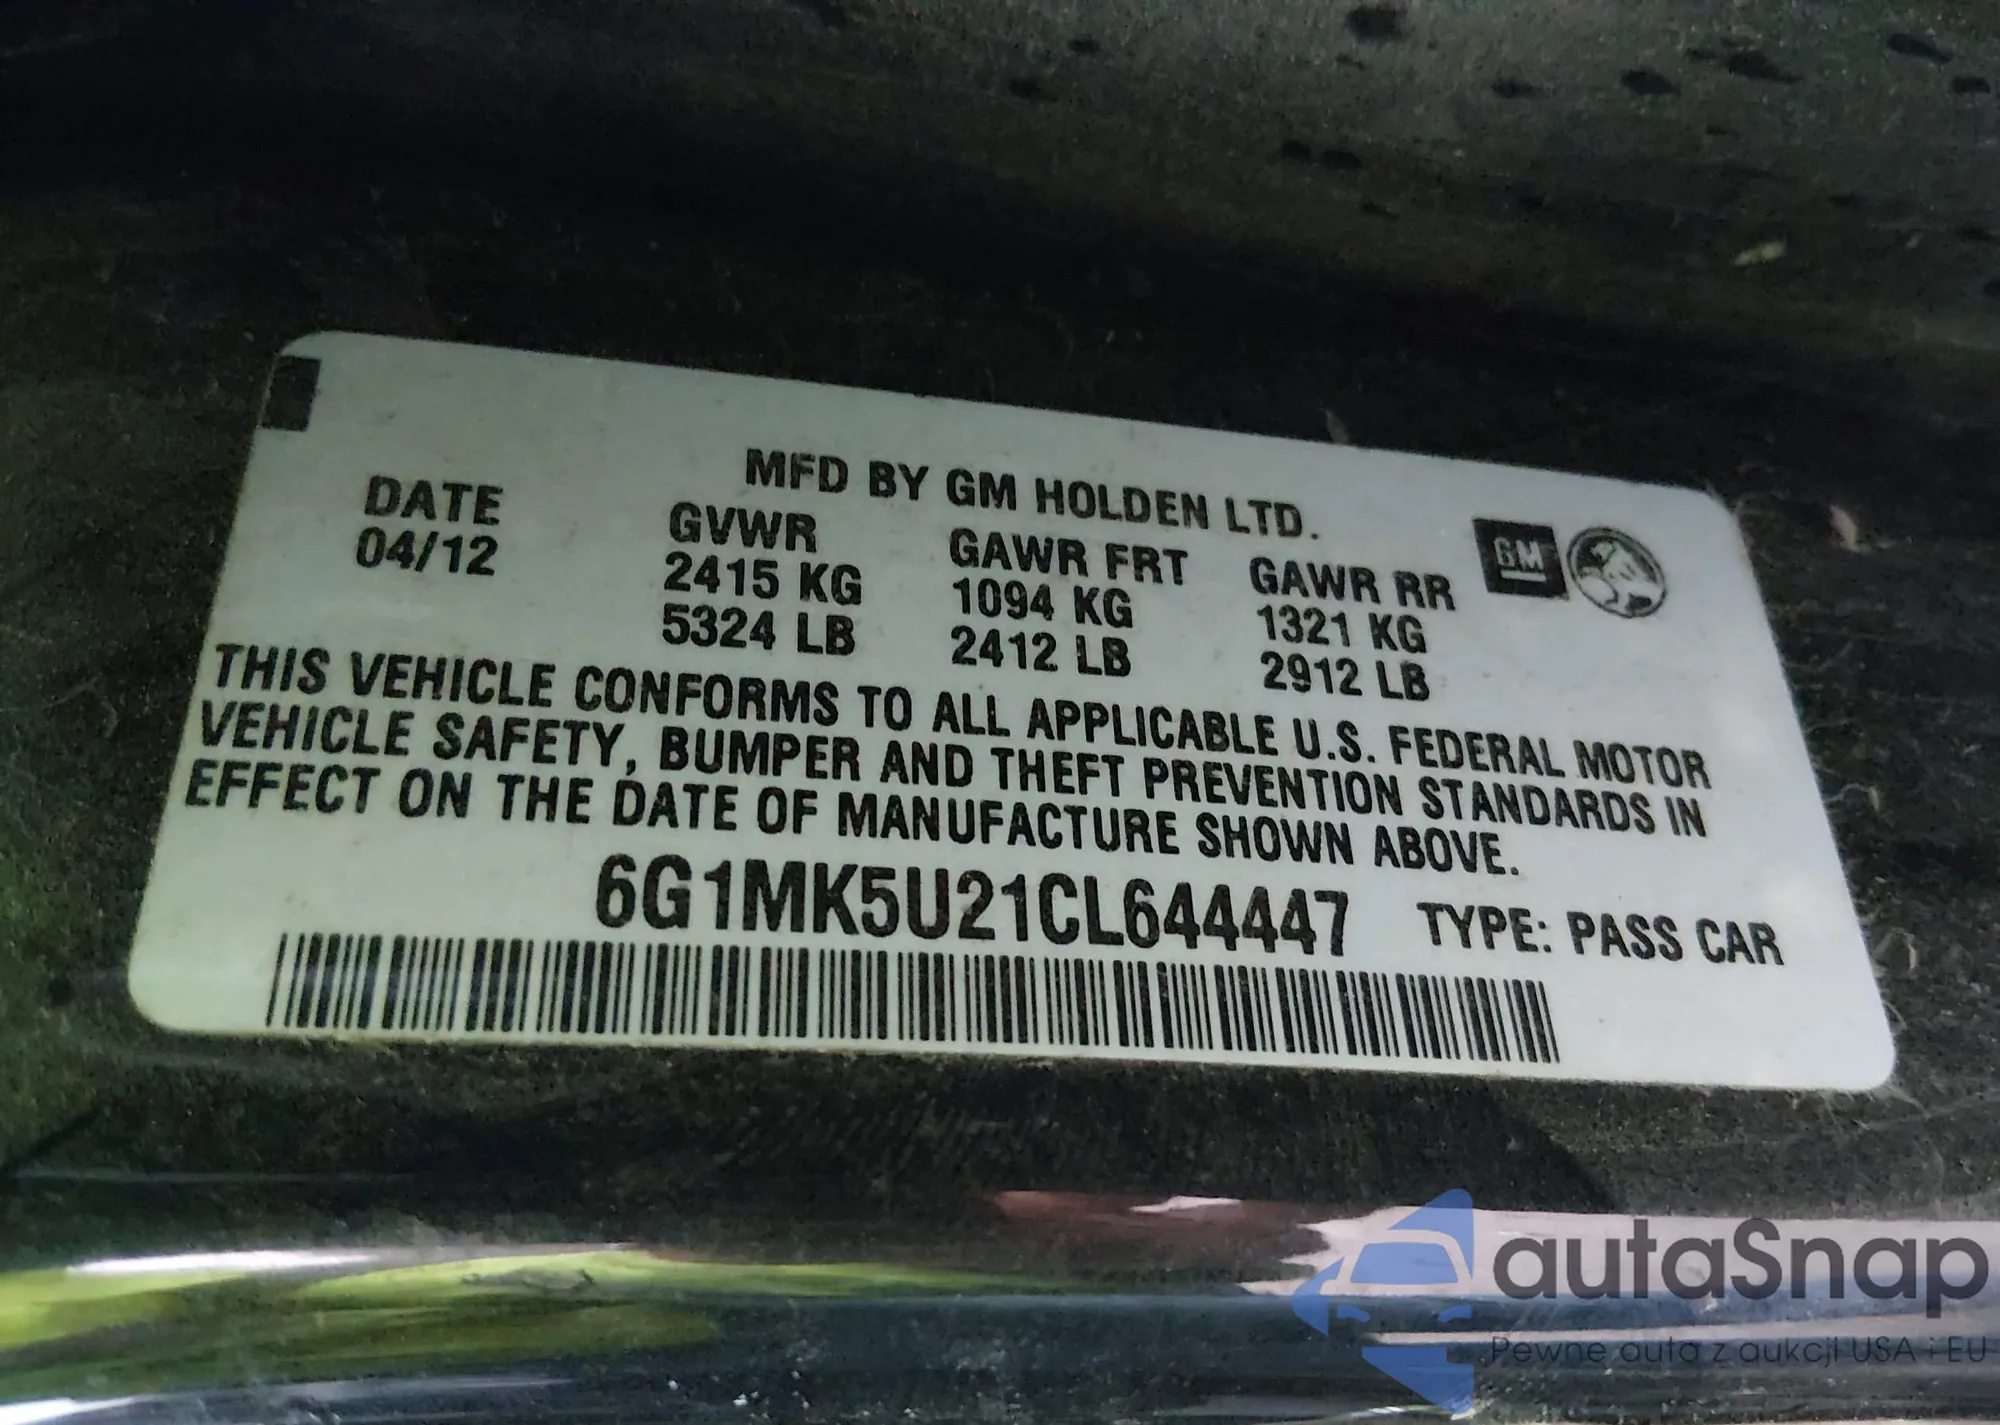 MFD BY GM HOLDEN LTD.
DATE GVWR GAWR FRT GAWR RR GM
04/12 2415 KG 1094 KG 1321 KG
5324 LB 2412 LB 2912 LB
THIS VEHICLE CONFORMS TO ALL APPLICABLE U.S. FEDERAL MOTOR
VEHICLE SAFETY, BUMPER AND THEFT PREVENTION STANDARDS IN
EFFECT ON THE DATE OF MANUFACTURE SHOWN ABOVE.
6G1MK5U21CL644447 TYPE: PASS CAR
autaSnap
Pewne auta z aukcji USA i EU